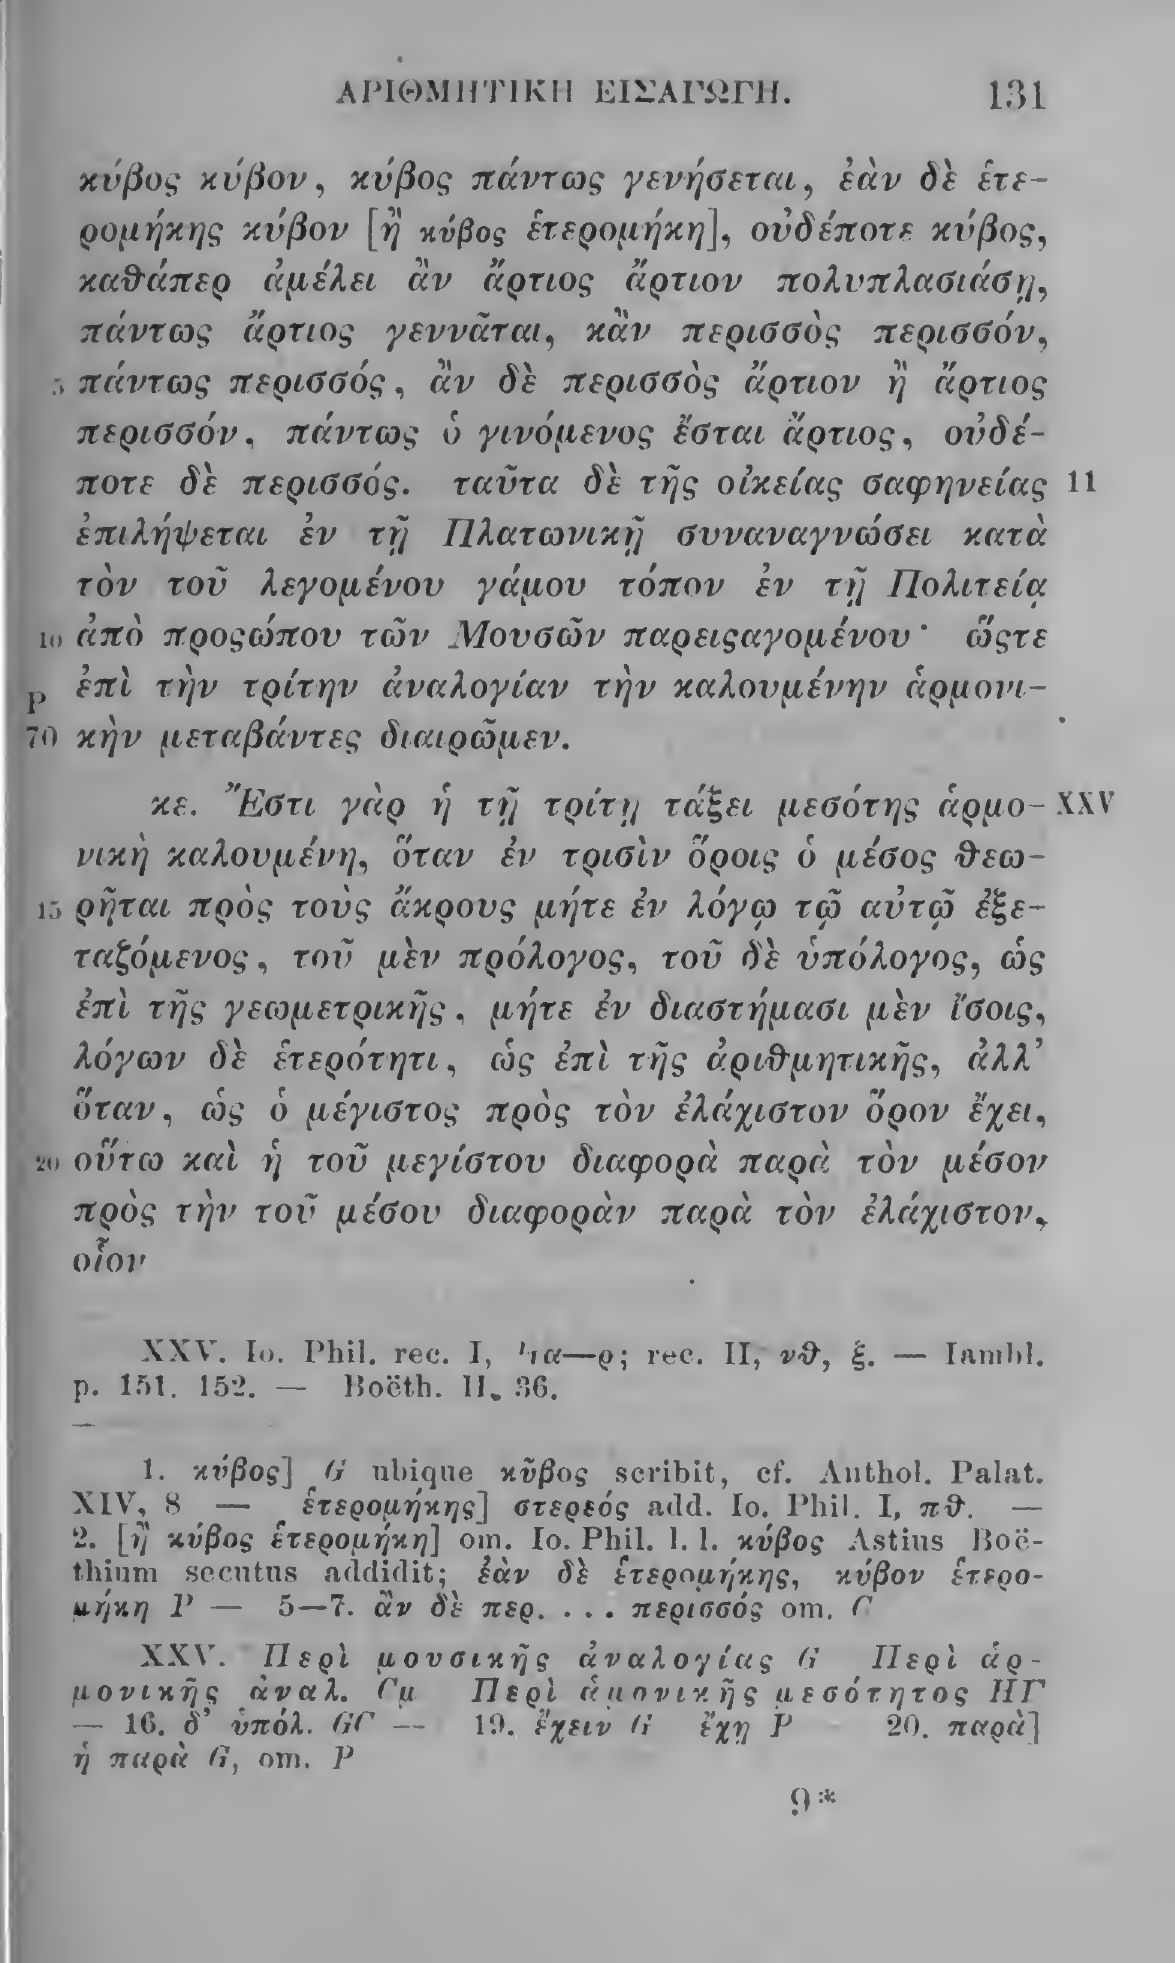 ΑΡΙΘΜΗΤΙΚΗ ΕΙΣΑΓΩΓΗ. 131
κύβος κύβον, κύβος πάντως γενήσεται, ἐὰν δὲ ἑτε-
ρομήκης κύβον [ἢ κύβος ἑτερομήκη], οὐδέποτε κύβος,
καθάπερ ἀμέλει ἂν ἄρτιος ἄρτιον πολυπλασιάσῃ,
πάντως ἄρτιος γεννᾶται, κἂν περισσὸς περισσόν,
5 πάντως περισσός, ἂν δὲ περισσὸς ἄρτιον ἢ ἄρτιος
περισσόν, πάντως ὁ γινόμενος ἔσται ἄρτιος, οὐδέ-
ποτε δὲ περισσός. ταῦτα δὲ τῆς οἰκείας σαφηνείας 11
ἐπιλήψεται ἐν τῇ Πλατωνικῇ συναναγνώσει κατὰ
τὸν τοῦ λεγομένου γάμου τόπον ἐν τῇ Πολιτείᾳ
10 ἀπὸ προςώπου τῶν Μουσῶν παρειςαγομένου· ὥςτε
p ἐπὶ τὴν τρίτην ἀναλογίαν τὴν καλουμένην ἁρμονι-
70 κὴν μεταβάντες διαιρῶμεν.
κε. Ἔστι γὰρ ἡ τῇ τρίτῃ τάξει μεσότης ἁρμο- XXV
νικὴ καλουμένη, ὅταν ἐν τρισὶν ὅροις ὁ μέσος θεω-
15 ρῆται πρὸς τοὺς ἄκρους μήτε ἐν λόγῳ τῷ αὐτῷ ἐξε-
ταζόμενος, τοῦ μὲν πρόλογος, τοῦ δὲ ὑπόλογος, ὡς
ἐπὶ τῆς γεωμετρικῆς, μήτε ἐν διαστήμασι μὲν ἴσοις,
λόγων δὲ ἑτερότητι, ὡς ἐπὶ τῆς ἀριθμητικῆς, ἀλλ’
ὅταν, ὡς ὁ μέγιστος πρὸς τὸν ἐλάχιστον ὅρον ἔχει,
20 οὕτω καὶ ἡ τοῦ μεγίστου διαφορὰ παρὰ τὸν μέσον
πρὸς τὴν τοῦ μέσου διαφορὰν παρὰ τὸν ἐλάχιστον,
οἷον
XXV. Io. Phil. rec. I, ϟα—ρ; rec. II, νθ, ξ. — Iambl.
p. 151. 152. — Boëth. II, 36.
1. κύβος] G ubique κῦβος scribit, cf. Anthol. Palat.
XIV, 8 — ἑτερομήκης] στερεός add. Io. Phil. I, πθ. —
2. [ἢ κύβος ἑτερομήκη] om. Io. Phil. l. l. κύβος Astius Boë-
thium secutus addidit; ἐὰν δὲ ἑτερομήκης, κύβον ἑτερο-
μήκη P — 5—7. ἂν δὲ περ. . . . περισσός om. C
XXV. Περὶ μουσικῆς ἀναλογίας G Περὶ ἁρ-
μονικῆς ἀναλ. Cμ Περὶ ἁμονικῆς μεσότητος ΗΓ
— 16. δ’ ὑπόλ. GC — 19. ἔχειν G ἔχῃ P 20. παρὰ]
ἡ παρὰ G, om. P
9*